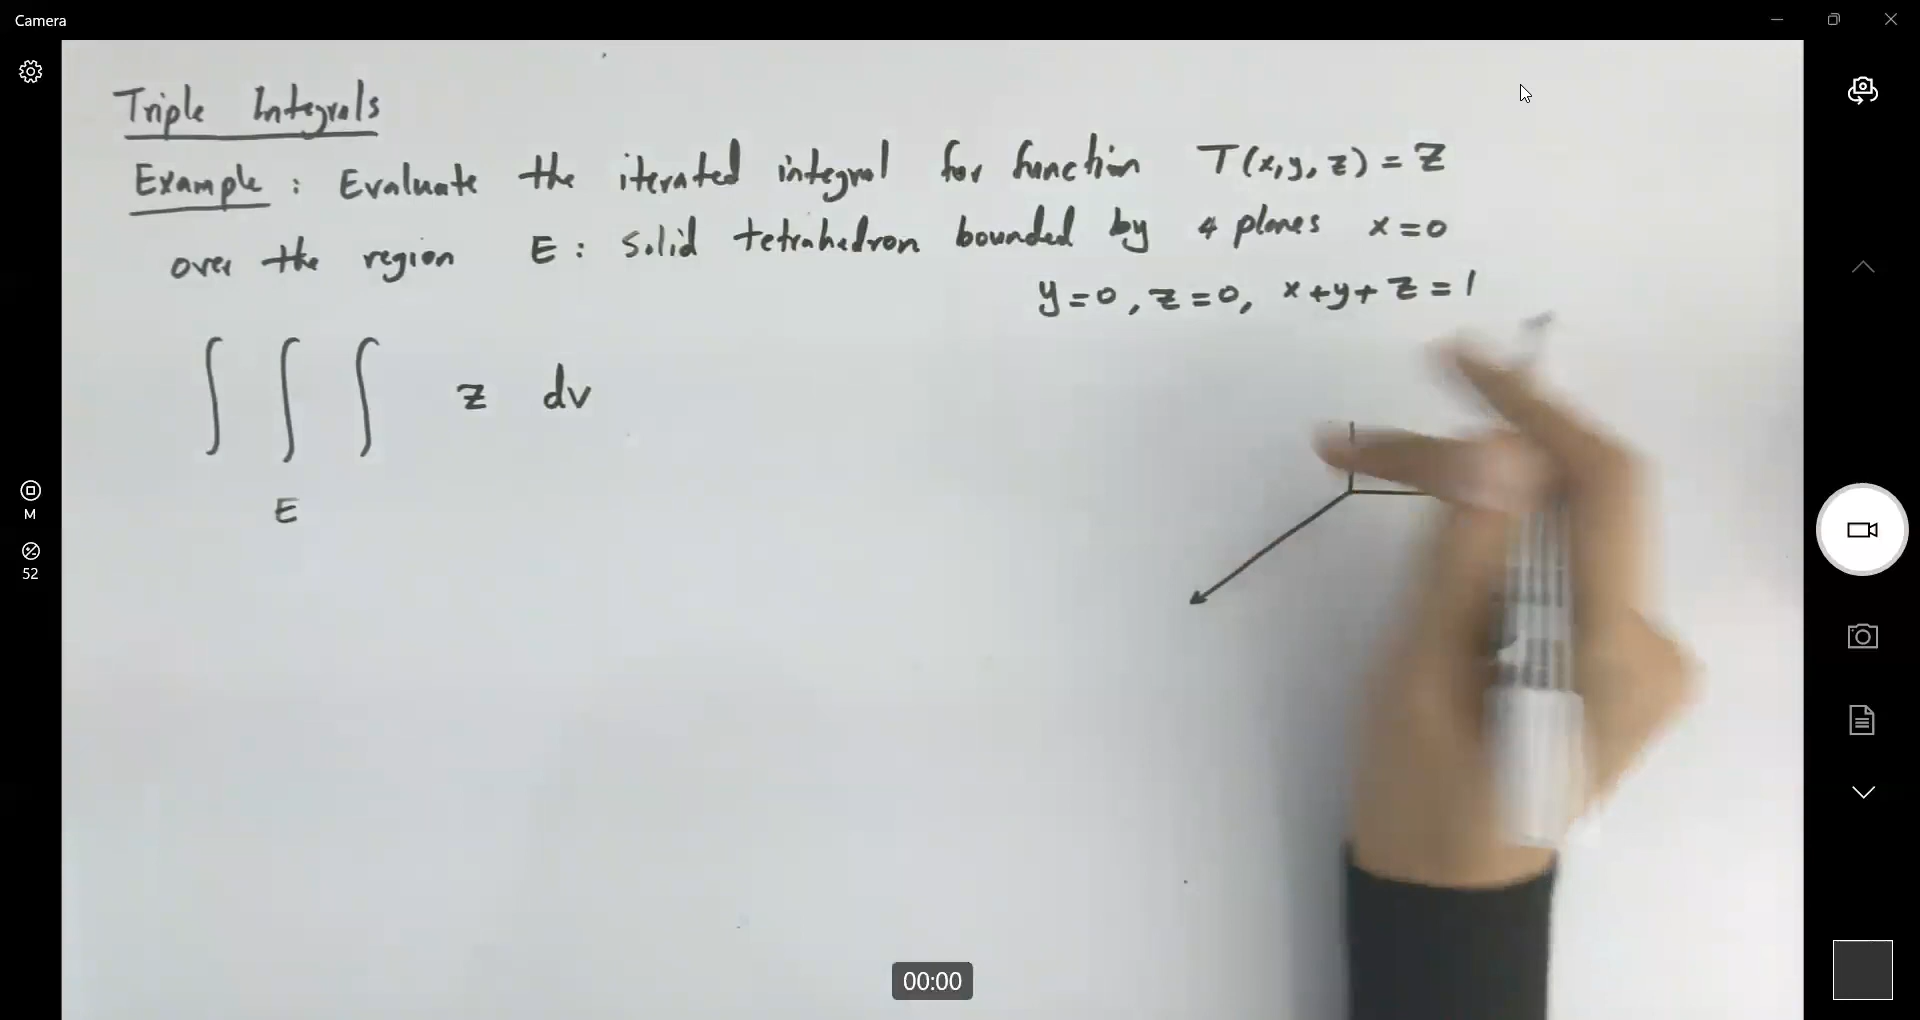 Camera
Triple Integrals
Example : Evaluate the iterated integral for function T(x,y,z) = z
over the region E : Solid tetrahedron bounded by 4 planes x=0
y=0, z=0, x+y+z=1
∫ ∫ ∫ z dv
E
M
52
00:00